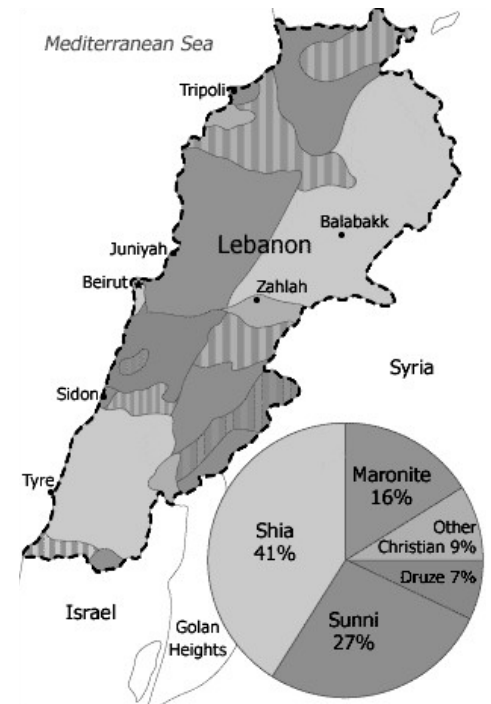 Mediterranean Sea
Tripoli
Balabakk
Juniyah
Lebanon
Beirut
Zahlah
Syria
Sidon
Tyre
Maronite
16%
Other
Christian 9%
Shia
41%
Druze 7%
Sunni
27%
Israel
Golan
Heights